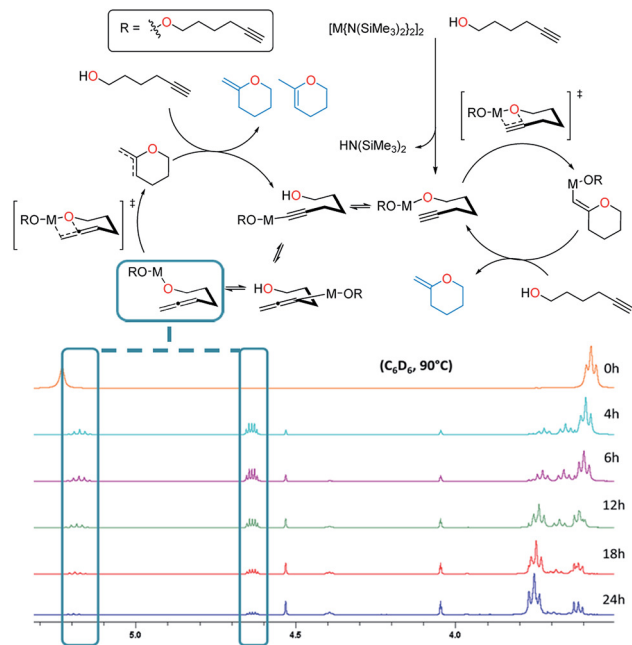 R = O
[M{N(SiMe3)2}2]2
HO
HO
O
O
‡
RO-M-O
HN(SiMe3)2
O
HO
RO-M
RO-M-O
M-OR
O
‡
RO-M-O
RO-M
O
HO
M-OR
O
HO
(C6D6, 90°C)
0h
4h
6h
12h
18h
24h
5.0
4.5
4.0